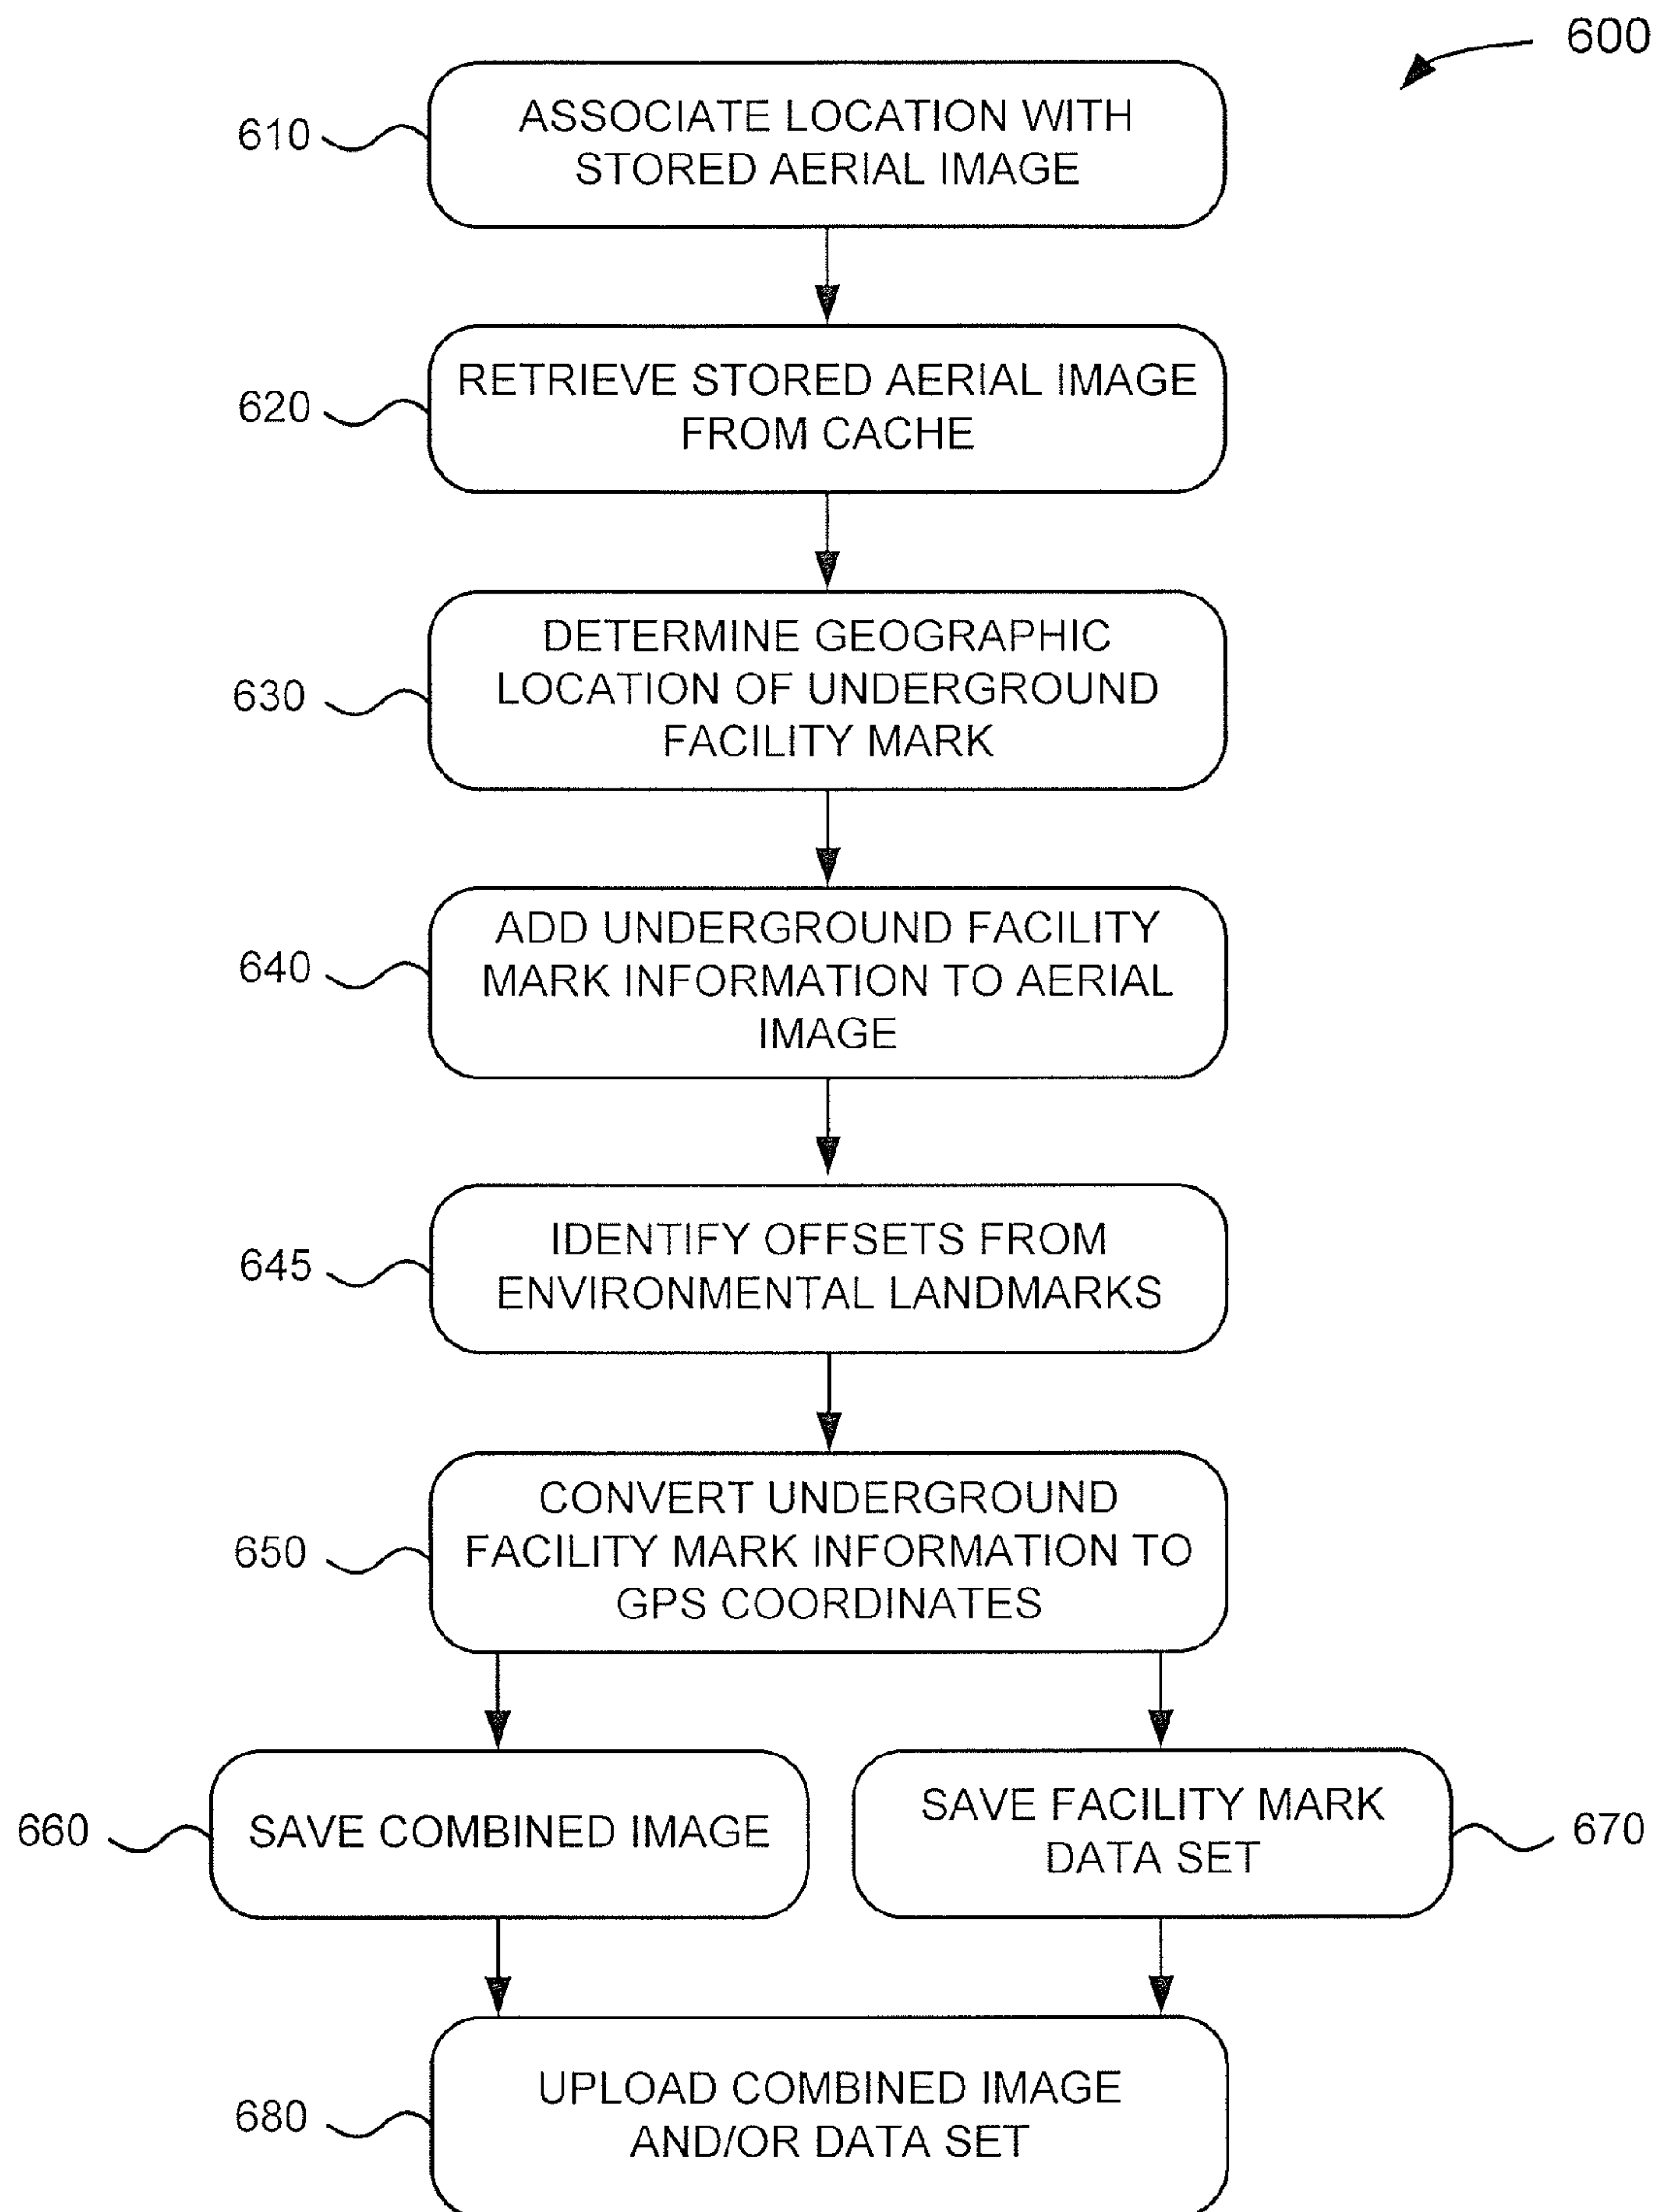 600
610
ASSOCIATE LOCATION WITH
STORED AERIAL IMAGE
620
RETRIEVE STORED AERIAL IMAGE
FROM CACHE
630
DETERMINE GEOGRAPHIC
LOCATION OF UNDERGROUND
FACILITY MARK
640
ADD UNDERGROUND FACILITY
MARK INFORMATION TO AERIAL
IMAGE
645
IDENTIFY OFFSETS FROM
ENVIRONMENTAL LANDMARKS
650
CONVERT UNDERGROUND
FACILITY MARK INFORMATION TO
GPS COORDINATES
660
SAVE COMBINED IMAGE
SAVE FACILITY MARK
DATA SET
670
680
UPLOAD COMBINED IMAGE
AND/OR DATA SET